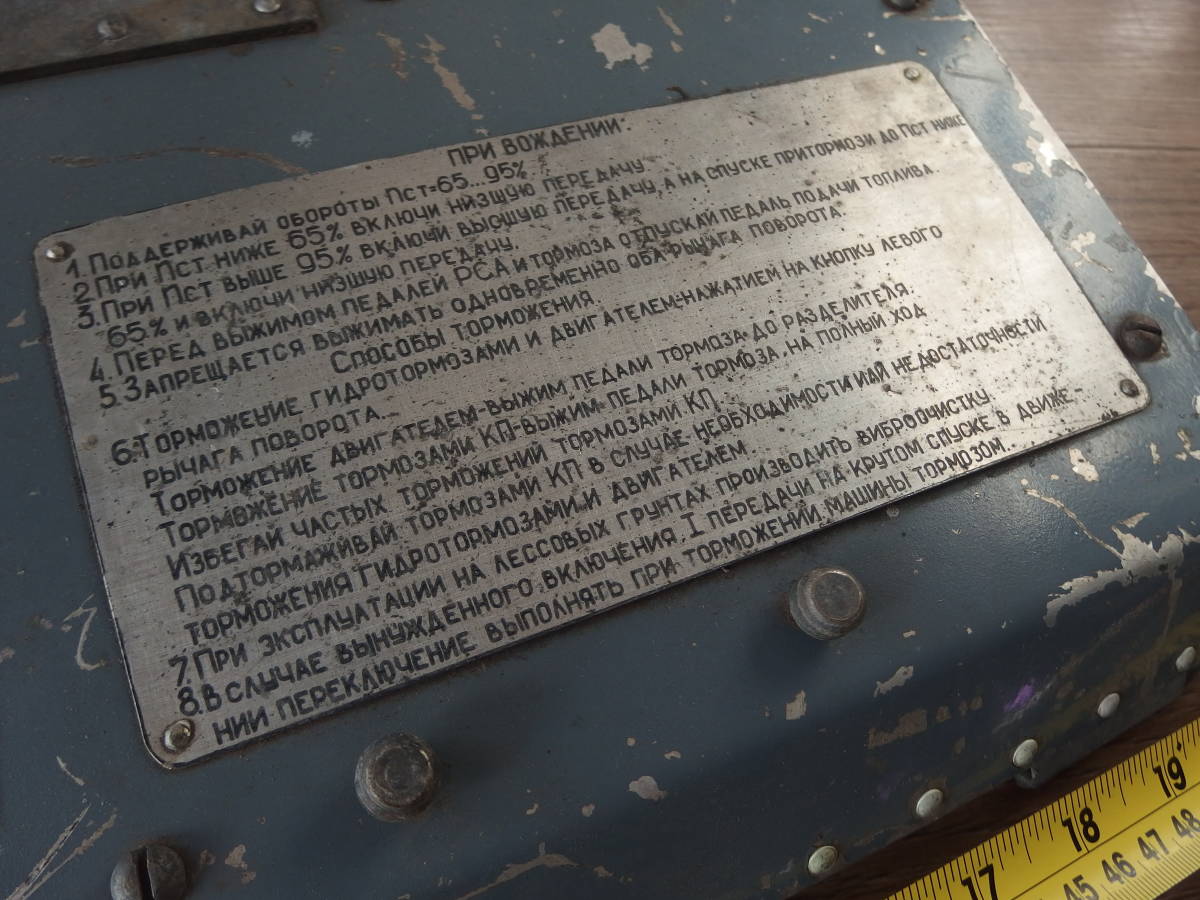 ПРИ ВОЖДЕНИИ:
1. ПОДДЕРЖИВАЙ ОБОРОТЫ Пст=65...95%
2. ПРИ Пст НИЖЕ 65% ВКЛЮЧИ НИЗШУЮ ПЕРЕДАЧУ
3. ПРИ Пст ВЫШЕ 95% ВКЛЮЧИ ВЫСШУЮ ПЕРЕДАЧУ, А НА СПУСКЕ ПРИТОРМОЗИ ДО Пст НИЖЕ
65% И ВКЛЮЧИ НИЗШУЮ ПЕРЕДАЧУ.
4. ПЕРЕД ВЫЖИМОМ ПЕДАЛЕЙ РСА И ТОРМОЗА ОТПУСКАЙ ПЕДАЛЬ ПОДАЧИ ТОПЛИВА.
5. ЗАПРЕЩАЕТСЯ ВЫЖИМАТЬ ОДНОВРЕМЕННО ОБА РЫЧАГА ПОВОРОТА.
СПОСОБЫ ТОРМОЖЕНИЯ.
6. ТОРМОЖЕНИЕ ГИДРОТОРМОЗАМИ И ДВИГАТЕЛЕМ-НАЖАТИЕМ НА КНОПКУ ЛЕВОГО
РЫЧАГА ПОВОРОТА.
ТОРМОЖЕНИЕ ДВИГАТЕЛЕМ-ВЫЖИМ ПЕДАЛИ ТОРМОЗА ДО РАЗДЕЛИТЕЛЯ.
ТОРМОЖЕНИЕ ТОРМОЗАМИ КП-ВЫЖИМ ПЕДАЛИ ТОРМОЗА НА ПОЛНЫЙ ХОД
ИЗБЕГАЙ ЧАСТЫХ ТОРМОЖЕНИЙ ТОРМОЗАМИ КП.
ПОДТОРМАЖИВАЙ ТОРМОЗАМИ КП В СЛУЧАЕ НЕОБХОДИМОСТИ ИЛИ НЕДОСТАТОЧНОСТИ
ТОРМОЖЕНИЯ ГИДРОТОРМОЗАМИ И ДВИГАТЕЛЕМ.
7. ПРИ ЭКСПЛУАТАЦИИ НА ЛЕССОВЫХ ГРУНТАХ ПРОИЗВОДИТЬ ВИБРООЧИСТКУ.
8. В СЛУЧАЕ ВЫНУЖДЕННОГО ВКЛЮЧЕНИЯ I ПЕРЕДАЧИ НА КРУТОМ СПУСКЕ В ДВИЖЕ-
НИИ ПЕРЕКЛЮЧЕНИЕ ВЫПОЛНЯТЬ ПРИ ТОРМОЖЕНИИ МАШИНЫ ТОРМОЗОМ.
17 18 19
45 46 47 48